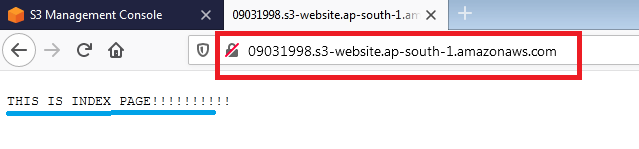 S3 Management Console
09031998.s3-website.ap-south-1.am
09031998.s3-website.ap-south-1.amazonaws.com
THIS IS INDEX PAGE!!!!!!!!!!